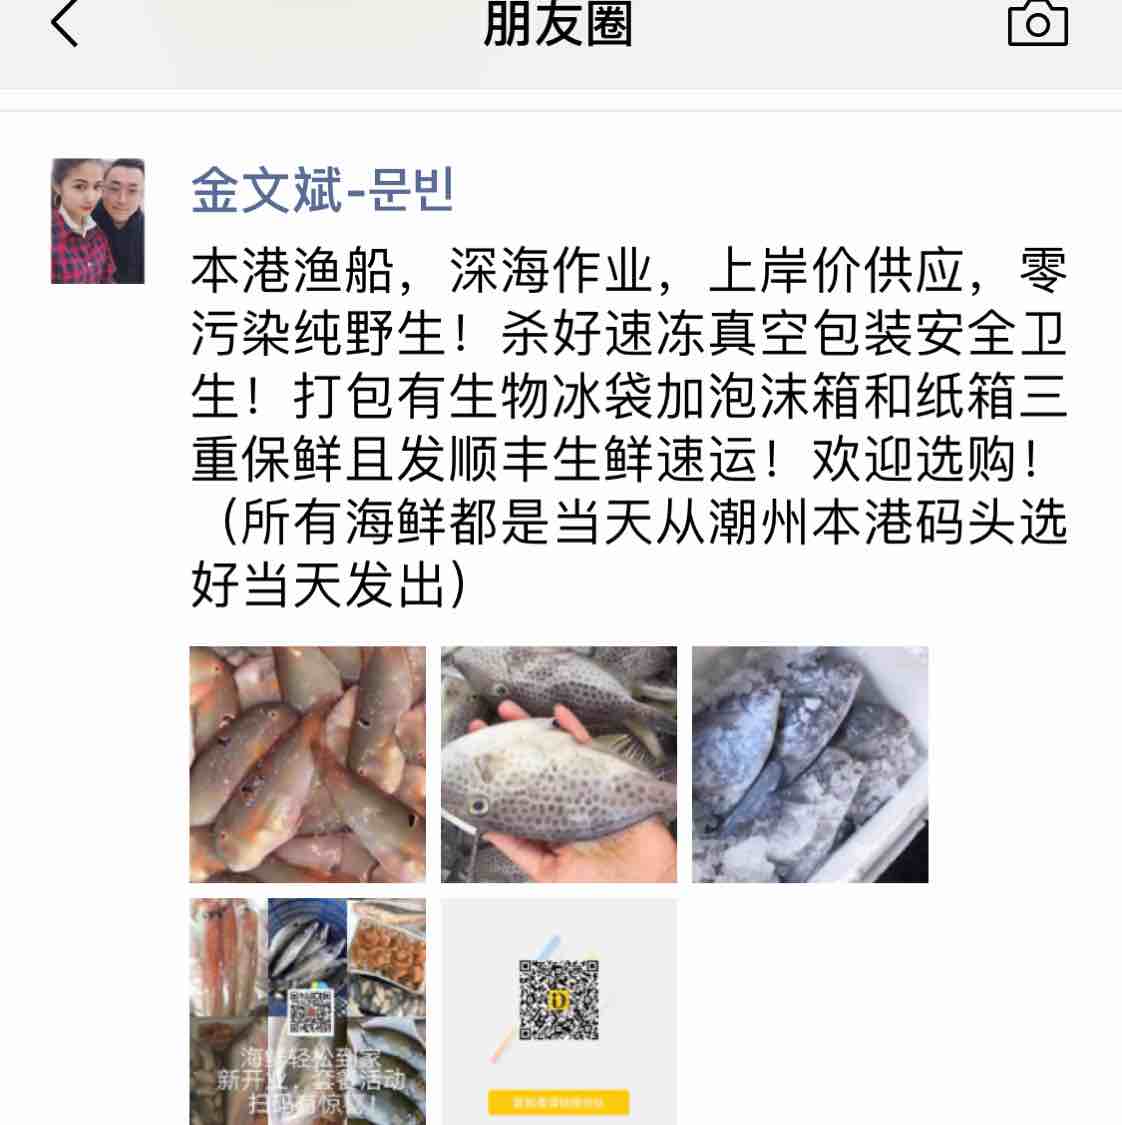 朋友圈
金文斌-문빈
本港渔船，深海作业，上岸价供应，零
污染纯野生！杀好速冻真空包装安全卫
生！打包有生物冰袋加泡沫箱和纸箱三
重保鲜且发顺丰生鲜速运！欢迎选购！
（所有海鲜都是当天从潮州本港码头选
好当天发出）
海鲜轻松到家
新开业，套餐活动
扫码有惊喜！